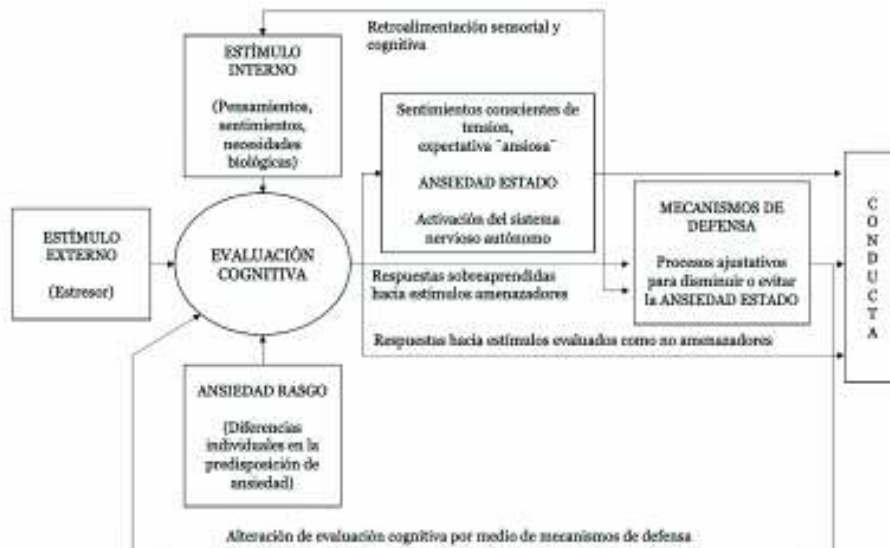 Retroalimentación sensorial y
cognitiva
ESTÍMULO
INTERNO
(Pensamientos,
sentimientos,
necesidades
biológicas)
Sentimientos conscientes de
tension,
expectativa ¨ansiosa¨
ANSIEDAD ESTADO
Activación del sistema
nervioso autónomo
ESTÍMULO
EXTERNO
(Estresor)
EVALUACIÓN
COGNITIVA
MECANISMOS DE
DEFENSA
Procesos ajustativos
para disminuir o evitar
la ANSIEDAD ESTADO
C
O
N
D
U
C
T
A
Respuestas sobreaprendidas
hacia estímulos amenazadores
Respuestas hacia estímulos evaluados como no amenazadores
ANSIEDAD RASGO
(Diferencias
individuales en la
predisposición de
ansiedad)
Alteración de evaluación cognitiva por medio de mecanismos de defensa